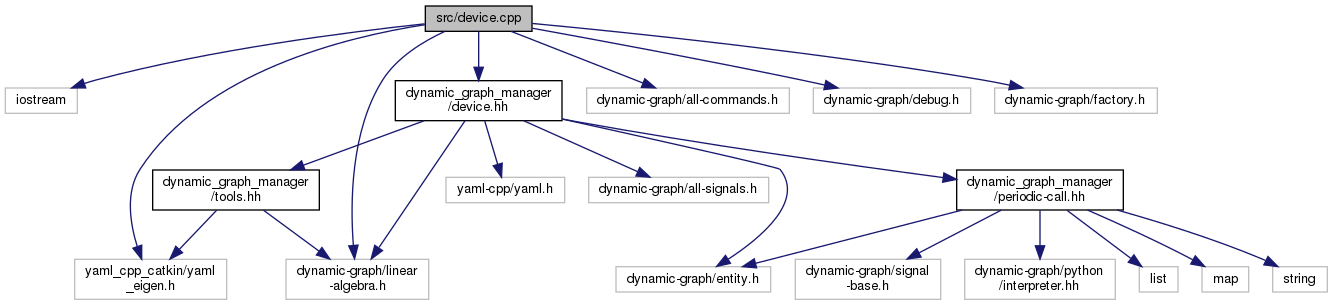 src/device.cpp
iostream
dynamic_graph_manager
/device.hh
dynamic-graph/all-commands.h
dynamic-graph/debug.h
dynamic-graph/factory.h
dynamic_graph_manager
/tools.hh
yaml-cpp/yaml.h
dynamic-graph/all-signals.h
dynamic_graph_manager
/periodic-call.hh
yaml_cpp_catkin/yaml
_eigen.h
dynamic-graph/linear
-algebra.h
dynamic-graph/entity.h
dynamic-graph/signal
-base.h
dynamic-graph/python
/interpreter.hh
list
map
string